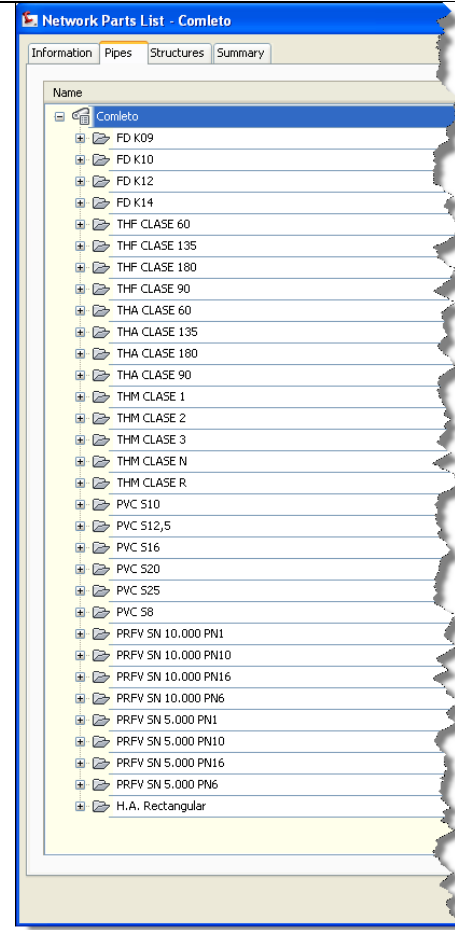 Network Parts List - Comleto
Information Pipes Structures Summary
Name
Comleto
FD K09
FD K10
FD K12
FD K14
THF CLASE 60
THF CLASE 135
THF CLASE 180
THF CLASE 90
THA CLASE 60
THA CLASE 135
THA CLASE 180
THA CLASE 90
THM CLASE 1
THM CLASE 2
THM CLASE 3
THM CLASE N
THM CLASE R
PVC S10
PVC S12,5
PVC S16
PVC S20
PVC S25
PVC S8
PRFV SN 10.000 PN1
PRFV SN 10.000 PN10
PRFV SN 10.000 PN16
PRFV SN 10.000 PN6
PRFV SN 5.000 PN1
PRFV SN 5.000 PN10
PRFV SN 5.000 PN16
PRFV SN 5.000 PN6
H.A. Rectangular